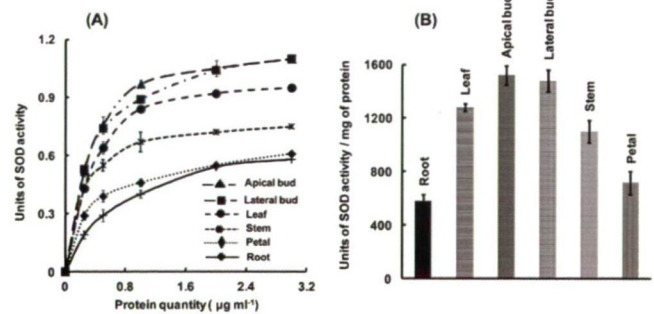 (A)
1.2
0.9
0.6
0.3
0
Units of SOD activity
0 0.8 1.6 2.4 3.2
Protein quantity ( µg ml-1)
Apical bud
Lateral bud
Leaf
Stem
Petal
Root
(B)
1600
1200
800
400
Units of SOD activity / mg of protein
Root
Leaf
Apical bud
Lateral bud
Stem
Petal